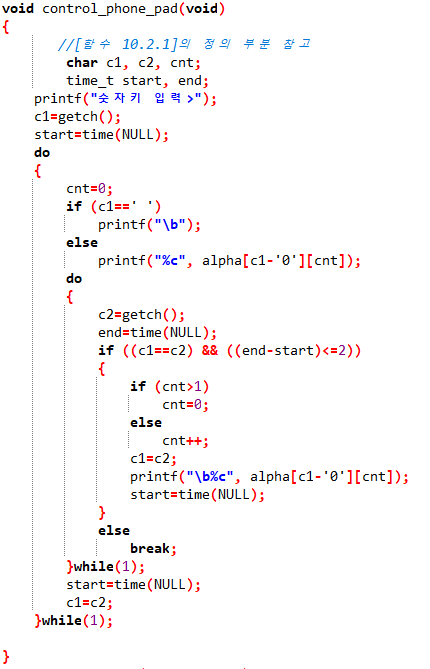 void control_phone_pad(void)
{
//[함수 10.2.1]의 정의 부분 참고
char c1, c2, cnt;
time_t start, end;
printf("숫자키 입력>");
c1=getch();
start=time(NULL);
do
{
cnt=0;
if (c1==' ')
printf("\b");
else
printf("%c", alpha[c1-'0'][cnt]);
do
{
c2=getch();
end=time(NULL);
if ((c1==c2) && ((end-start)<=2))
{
if (cnt>1)
cnt=0;
else
cnt++;
c1=c2;
printf("\b%c", alpha[c1-'0'][cnt]);
start=time(NULL);
}
else
break;
}while(1);
start=time(NULL);
c1=c2;
}while(1);
}